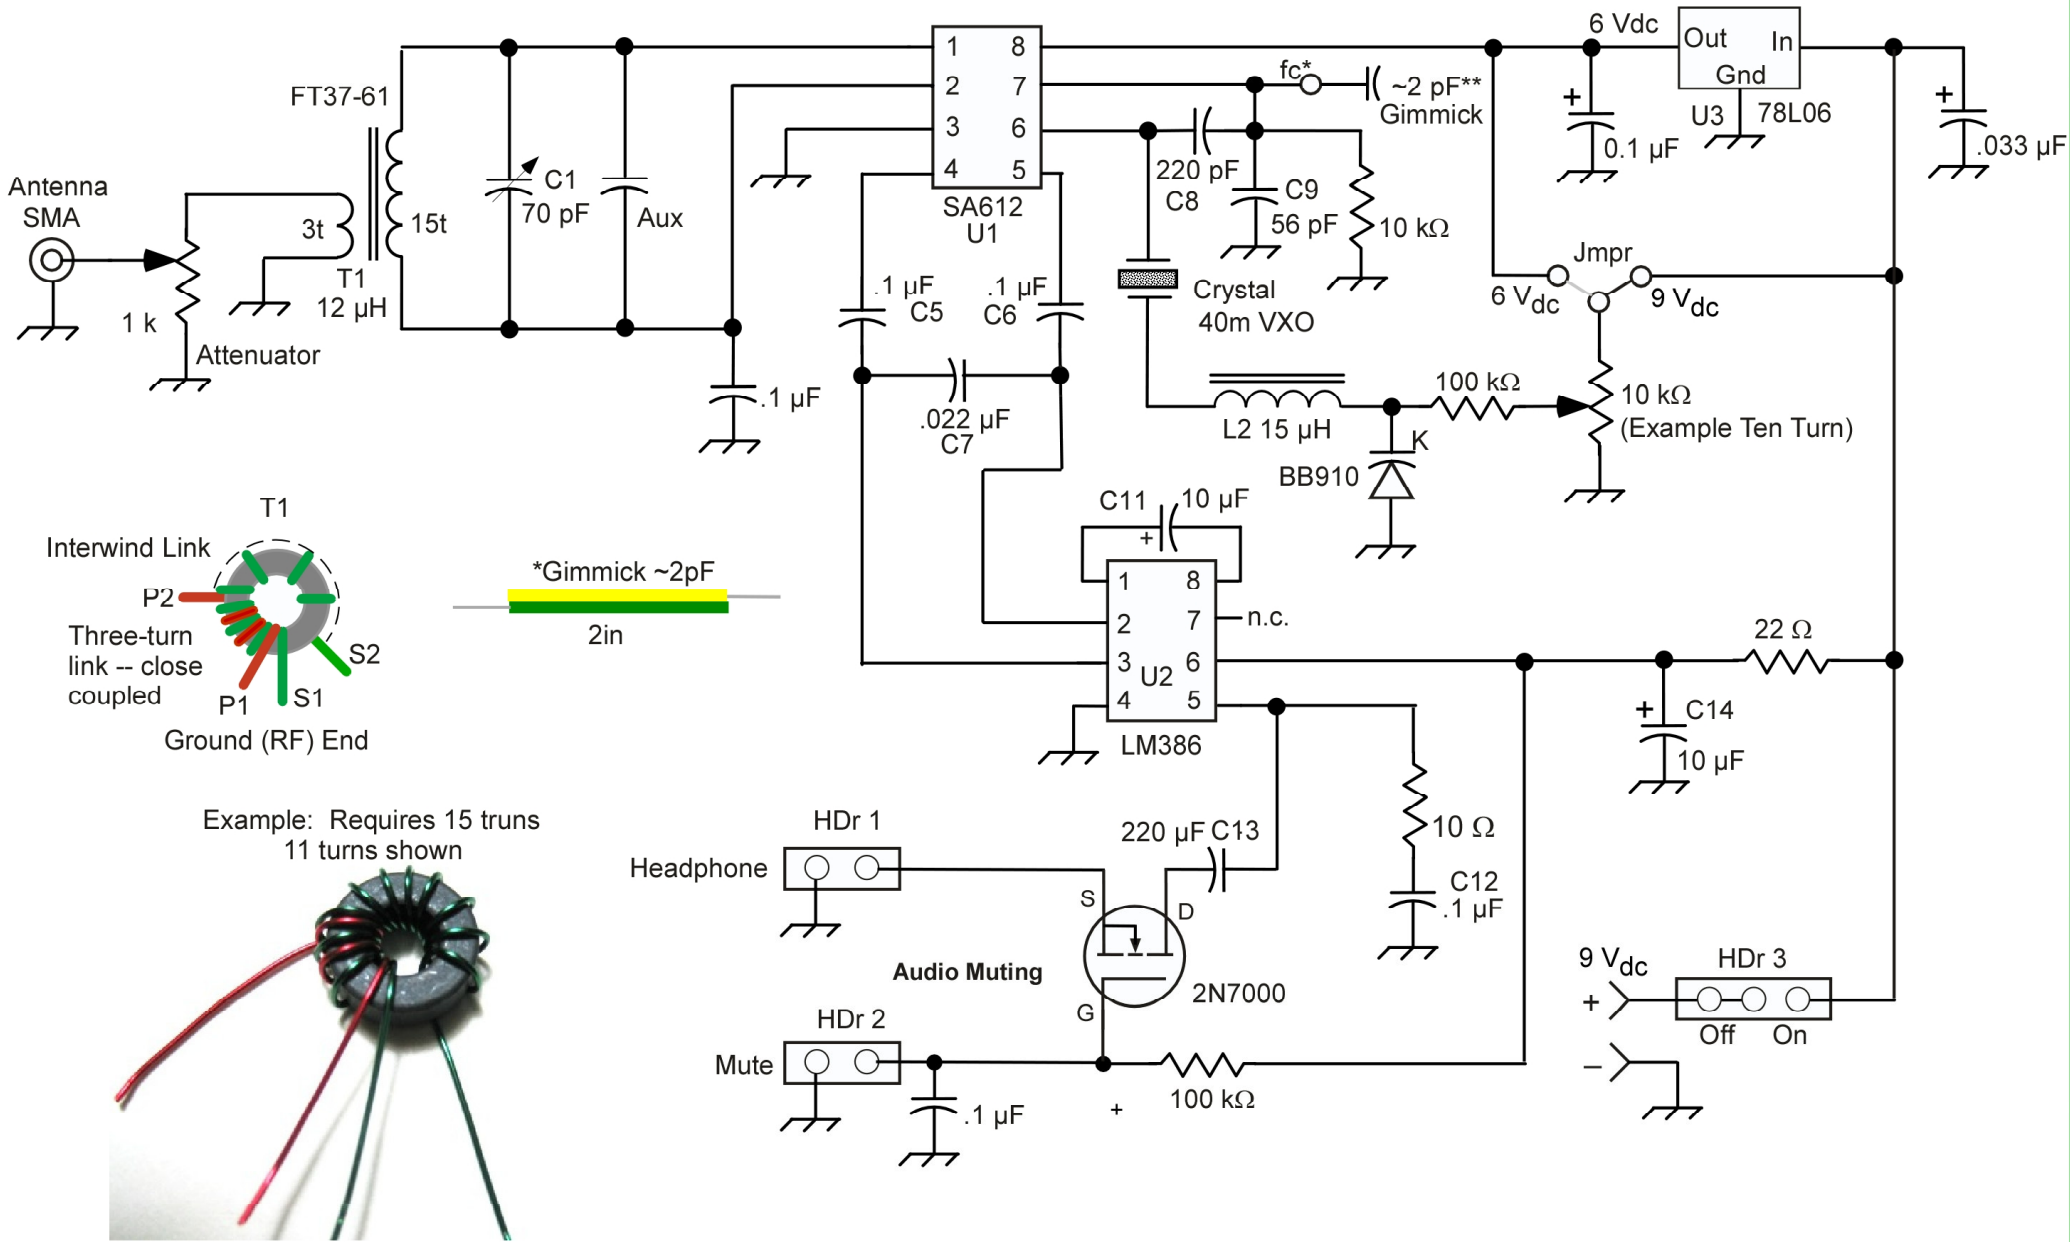 Antenna
SMA
1 k
Attenuator
FT37-61
3t
15t
T1
12 µH
C1
70 pF
Aux
.1 µF
1
2
3
4
8
7
6
5
SA612
U1
.1 µF
C5
.1 µF
C6
.022 µF
C7
fc*
~2 pF**
Gimmick
220 pF
C8
C9
56 pF
10 kΩ
Crystal
40m VXO
L2 15 µH
100 kΩ
K
BB910
6 Vdc
Out
In
Gnd
U3
78L06
+
0.1 µF
+
.033 µF
Jmpr
6 Vdc
9 Vdc
10 kΩ
(Example Ten Turn)
T1
Interwind Link
P2
Three-turn
link -- close
coupled
P1
S1
S2
Ground (RF) End
*Gimmick ~2pF
2in
C11
10 µF
+
1
2
3
4
8
7
6
5
n.c.
U2
LM386
22 Ω
+
C14
10 µF
Example: Requires 15 truns
11 turns shown
HDr 1
Headphone
220 µF C13
10 Ω
C12
.1 µF
S
D
G
Audio Muting
2N7000
HDr 2
Mute
.1 µF
+
100 kΩ
9 Vdc
HDr 3
+
Off
On
–